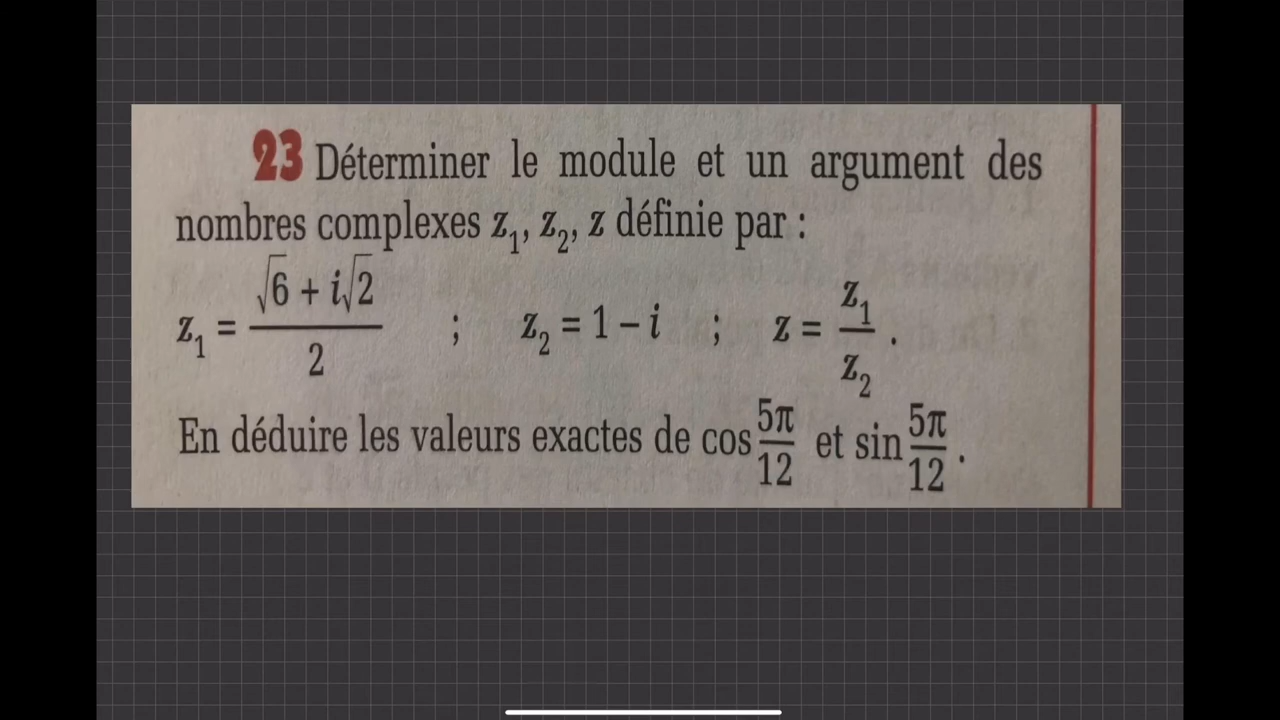 23 Déterminer le module et un argument des
nombres complexes z₁, z₂, z définie par :
z₁ = (√6 + i√2)/2 ; z₂ = 1 – i ; z = z₁/z₂ .
En déduire les valeurs exactes de cos 5π/12 et sin 5π/12 .